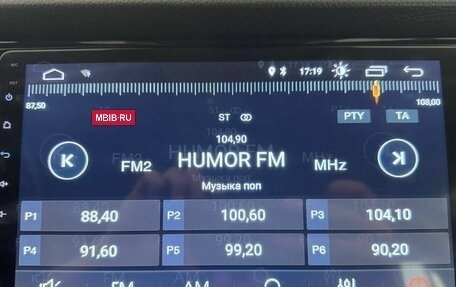 17:19
87,50
108,00
MBIB·RU
ST
PTY TA
104,90
FM2 HUMOR FM MHz
Музыка поп
P1 88,40 P2 100,60 P3 104,10
P4 91,60 P5 99,20 P6 90,20
FM AM